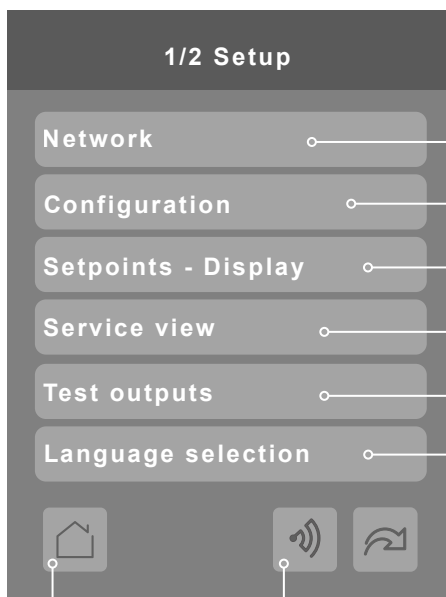 1/2 Setup
Network
Configuration
Setpoints - Display
Service view
Test outputs
Language selection